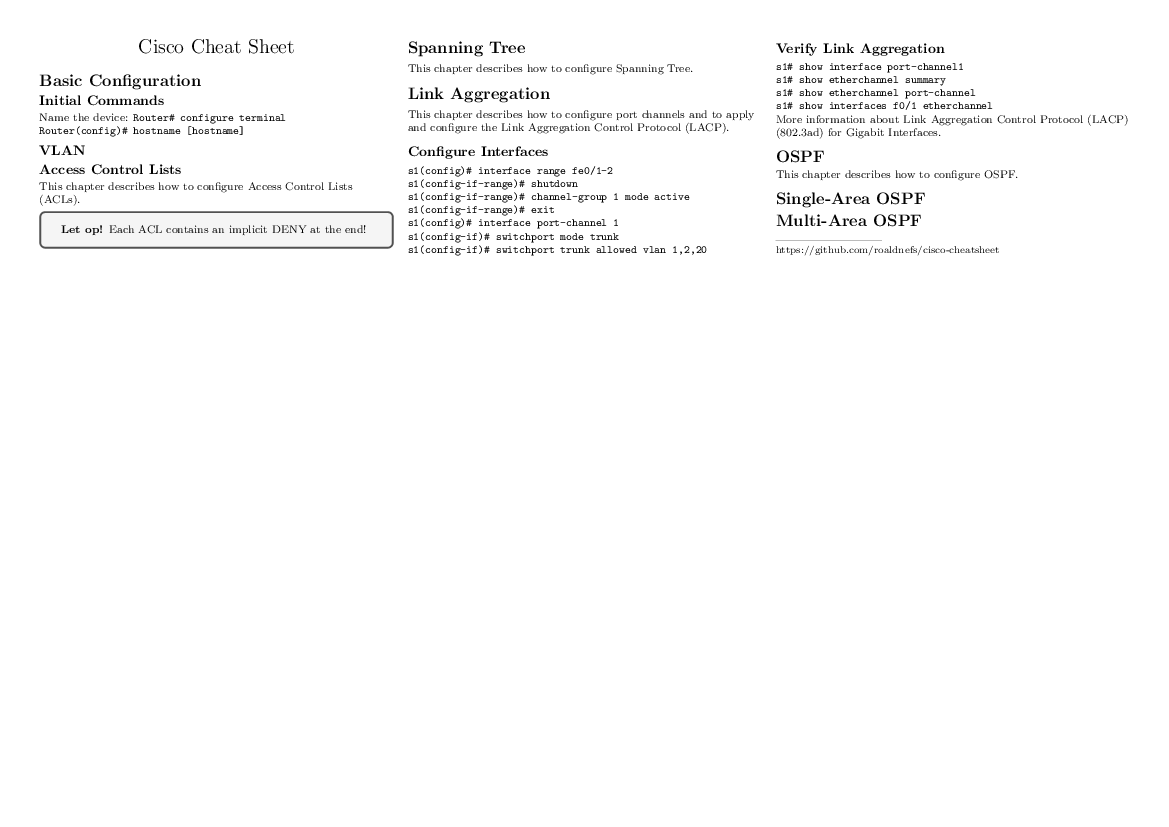 Cisco Cheat Sheet
Basic Configuration
Initial Commands
Name the device: Router# configure terminal
Router(config)# hostname [hostname]
VLAN
Access Control Lists
This chapter describes how to configure Access Control Lists
(ACLs).
Let op! Each ACL contains an implicit DENY at the end!
Spanning Tree
This chapter describes how to configure Spanning Tree.
Link Aggregation
This chapter describes how to configure port channels and to apply
and configure the Link Aggregation Control Protocol (LACP).
Configure Interfaces
s1(config)# interface range fe0/1-2
s1(config-if-range)# shutdown
s1(config-if-range)# channel-group 1 mode active
s1(config-if-range)# exit
s1(config)# interface port-channel 1
s1(config-if)# switchport mode trunk
s1(config-if)# switchport trunk allowed vlan 1,2,20
Verify Link Aggregation
s1# show interface port-channel1
s1# show etherchannel summary
s1# show etherchannel port-channel
s1# show interfaces f0/1 etherchannel
More information about Link Aggregation Control Protocol (LACP)
(802.3ad) for Gigabit Interfaces.
OSPF
This chapter describes how to configure OSPF.
Single-Area OSPF
Multi-Area OSPF
https://github.com/roaldnefs/cisco-cheatsheet